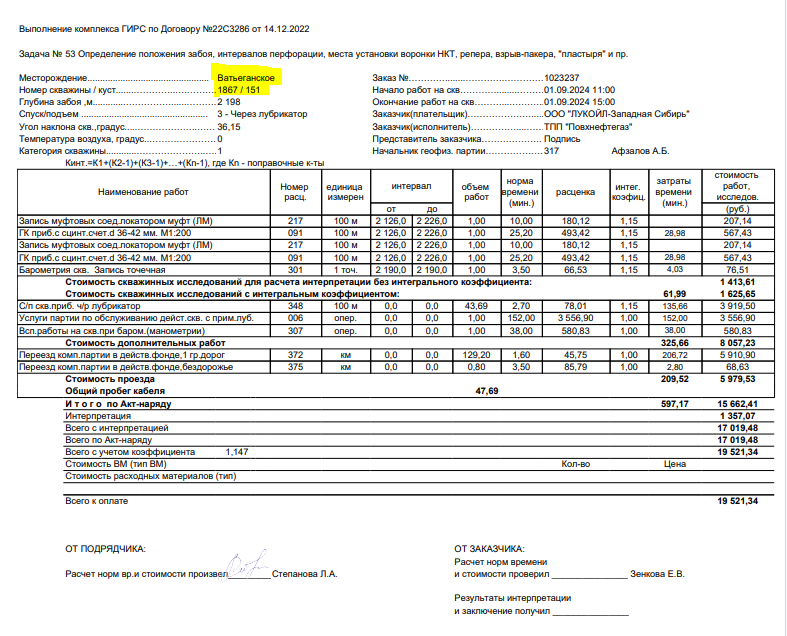 Выполнение комплекса ГИРС по Договору №22С3286 от 14.12.2022
Задача № 53 Определение положения забоя, интервалов перфорации, места установки воронки НКТ, репера, взрыв-пакера, "пластыря" и пр.
Месторождение............................................ Ватьеганское Заказ №.......................................1023237
Номер скважины / куст.................................1867 / 151 Начало работ на скв.........................01.09.2024 11:00
Глубина забоя ,м.........................................2 198 Окончание работ на скв...................01.09.2024 15:00
Спуск/подъем ............................................ 3 - Через лубрикатор Заказчик(плательщик).......................ООО "ЛУКОЙЛ-Западная Сибирь"
Угол наклона скв.,градус............................36,15 Заказчик(исполнитель)......................ТПП "Повхнефтегаз"
Температура воздуха, градус.....................0 Представитель заказчика..................Подпись
Категория скважины...................................1 Начальник геофиз. партии................317 Афзалов А.Б.
Кинт.=К1+(К2-1)+(К3-1)+…+(Кn-1), где Кn - поправочные к-ты
Наименование работ Номер расц. единица измерен интервал от до объем работ норма времени (мин.) расценка интег. коэффиц. затраты времени (мин.) стоимость работ, исследов. (руб.)
Запись муфтовых соед.локатором муфт (ЛМ) 217 100 м 2 126,0 2 226,0 1,00 10,00 180,12 1,15 207,14
ГК приб.с сцинт.счет.d 36-42 мм. М1:200 091 100 м 2 126,0 2 226,0 1,00 25,20 493,42 1,15 28,98 567,43
Запись муфтовых соед.локатором муфт (ЛМ) 217 100 м 2 126,0 2 226,0 1,00 10,00 180,12 1,15 207,14
ГК приб.с сцинт.счет.d 36-42 мм. М1:200 091 100 м 2 126,0 2 226,0 1,00 25,20 493,42 1,15 28,98 567,43
Барометрия скв. Запись точечная 301 1 точ. 2 190,0 2 190,0 1,00 3,50 66,53 1,15 4,03 76,51
Стоимость скважинных исследований для расчета интерпретации без интегрального коэффициента: 1 413,61
Стоимость скважинных исследований с интегральным коэффициентом: 61,99 1 625,65
С/п скв.приб. ч/р лубрикатор 348 100 м 0,0 0,0 43,69 2,70 78,01 1,15 135,66 3 919,50
Услуги партии по обслуживанию дейст.скв. с прим.луб. 006 опер. 0,0 0,0 1,00 152,00 3 556,90 1,00 152,00 3 556,90
Всп.работы на скв.при баром.(манометрии) 307 опер. 0,0 0,0 1,00 38,00 580,83 1,00 38,00 580,83
Стоимость дополнительных работ 325,66 8 057,23
Переезд комп.партии в действ.фонде,1 гр.дорог 372 км 0,0 0,0 129,20 1,60 45,75 1,00 206,72 5 910,90
Переезд комп.партии в действ.фонде,бездорожье 375 км 0,0 0,0 0,80 3,50 85,79 1,00 2,80 68,63
Стоимость проезда 209,52 5 979,53
Общий пробег кабеля 47,69
И т о г о по Акт-наряду 597,17 15 662,41
Интерпретация 1 357,07
Всего с интерпретацией 17 019,48
Всего по Акт-наряду 17 019,48
Всего с учетом коэффициента 1,147 19 521,34
Стоимость ВМ (тип ВМ) Кол-во Цена
Стоимость расходных материалов (тип)
Всего к оплате 19 521,34
ОТ ПОДРЯДЧИКА: ОТ ЗАКАЗЧИКА:
Расчет норм времени
Расчет норм вр.и стоимости произвел_________ Степанова Л.А. и стоимости проверил ________________ Зенкова Е.В.
Результаты интерпретации
и заключение получил ________________